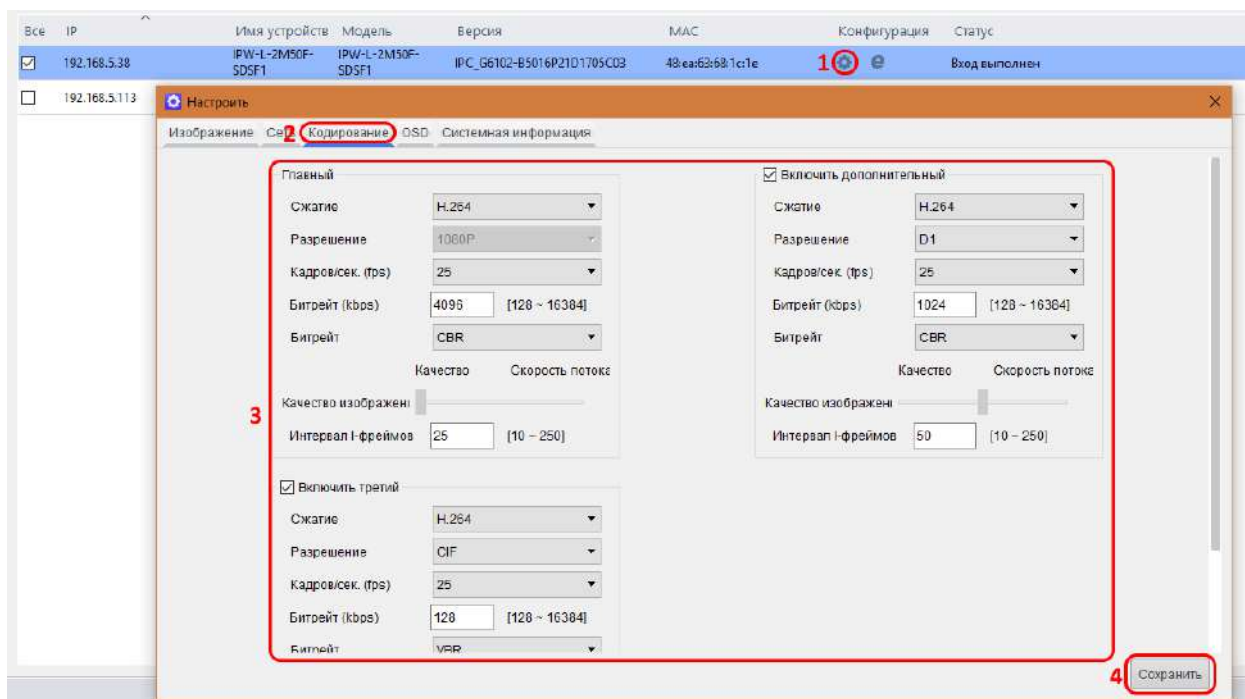 Все IP Имя устройств Модель Версия MAC Конфигурация Статус
192.168.5.38 IPW-L-2M50F-SDSF1 IPW-L-2M50F-SDSF1 IPC_G6102-B5016P21D1705C03 48:ea:63:68:1c:1e 1 e Вход выполнен
192.168.5.113
Настроить
Изображение 2 Кодирование OSD Системная информация
Главный
Включить дополнительный
Сжатие H.264
Сжатие H.264
Разрешение 1080P
Разрешение D1
Кадров/сек. (fps) 25
Кадров/сек. (fps) 25
Битрейт (kbps) 4096 [128 ~ 16384]
Битрейт (kbps) 1024 [128 ~ 16384]
Битрейт CBR
Битрейт CBR
Качество Скорость потока
Качество Скорость потока
3
Качество изображени
Качество изображени
Интервал I-фреймов 25 [10 ~ 250]
Интервал I-фреймов 50 [10 ~ 250]
Включить третий
Сжатие H.264
Разрешение CIF
Кадров/сек. (fps) 25
Битрейт (kbps) 128 [128 ~ 16384]
Битрейт VBR
4 Сохранить